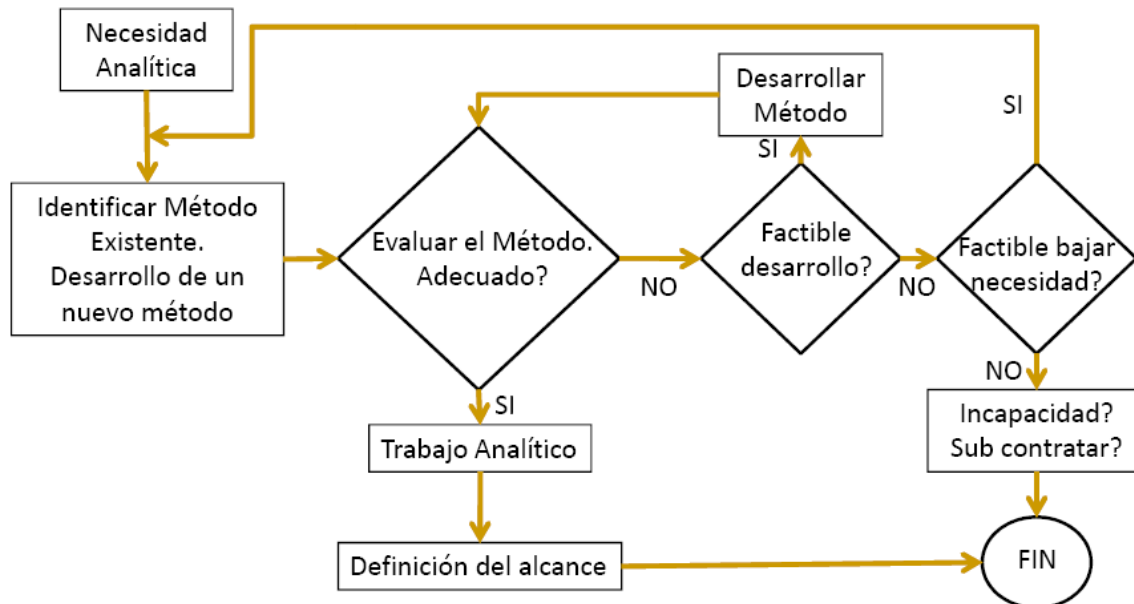 Necesidad
Analítica
Identificar Método
Existente.
Desarrollo de un
nuevo método
Evaluar el Método.
Adecuado?
NO
SI
Desarrollar
Método
SI
Factible
desarrollo?
NO
SI
Factible bajar
necesidad?
NO
Incapacidad?
Sub contratar?
Trabajo Analítico
Definición del alcance
FIN